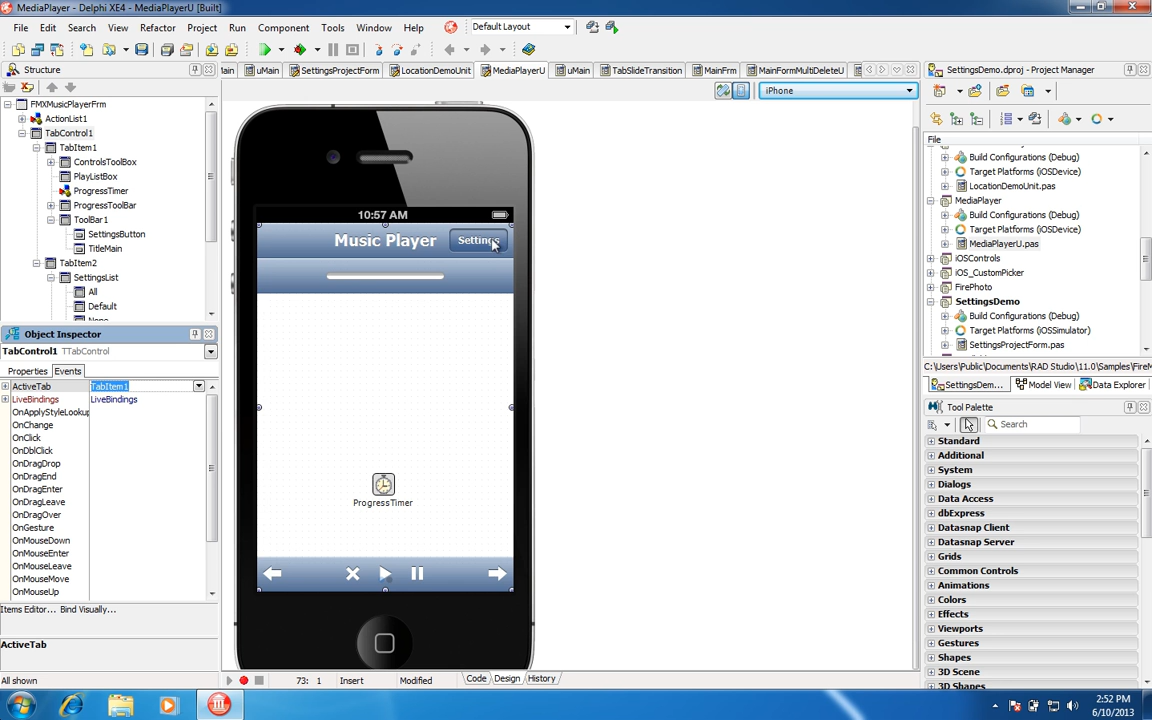 MediaPlayer - Delphi XE4 - MediaPlayerU [Built]
File Edit Search View Refactor Project Run Component Tools Window Help Default Layout
Structure
uMain SettingsProjectForm LocationDemoUnit MediaPlayerU uMain TabSlideTransition MainFrm MainFormMultiDeleteU
SettingsDemo.dproj - Project Manager
iPhone
FMXMusicPlayerFrm
ActionList1
TabControl1
TabItem1
ControlsToolBox
PlayListBox
ProgressTimer
ProgressToolBar
ToolBar1
SettingsButton
TitleMain
TabItem2
SettingsList
All
Default
Object Inspector
TabControl1 TTabControl
Properties Events
ActiveTab TabItem1
LiveBindings LiveBindings
OnApplyStyleLookup
OnChange
OnClick
OnDblClick
OnDragDrop
OnDragEnd
OnDragEnter
OnDragLeave
OnDragOver
OnGesture
OnMouseDown
OnMouseEnter
OnMouseLeave
OnMouseMove
OnMouseUp
Items Editor... Bind Visually...
ActiveTab
All shown
10:57 AM
Music Player
Settings
ProgressTimer
73: 1 Insert Modified Code Design History
File
Build Configurations (Debug)
Target Platforms (iOSDevice)
LocationDemoUnit.pas
MediaPlayer
Build Configurations (Debug)
Target Platforms (iOSDevice)
MediaPlayerU.pas
iOSControls
iOS_CustomPicker
FirePhoto
SettingsDemo
Build Configurations (Debug)
Target Platforms (iOSSimulator)
SettingsProjectForm.pas
C:\Users\Public\Documents\RAD Studio\11.0\Samples\FireM
SettingsDem... Model View Data Explorer
Tool Palette
Search
Standard
Additional
System
Dialogs
Data Access
dbExpress
Datasnap Client
Datasnap Server
Grids
Common Controls
Animations
Colors
Effects
Viewports
Gestures
Shapes
3D Scene
3D Shapes
2:52 PM
6/10/2013